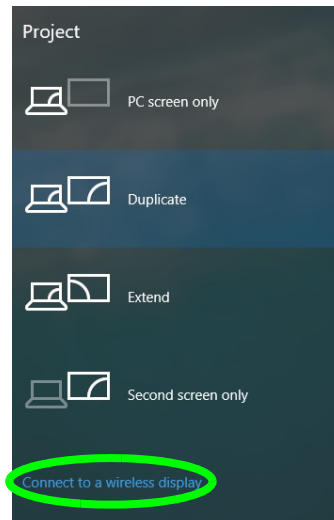 Project
PC screen only
Duplicate
Extend
Second screen only
Connect to a wireless display